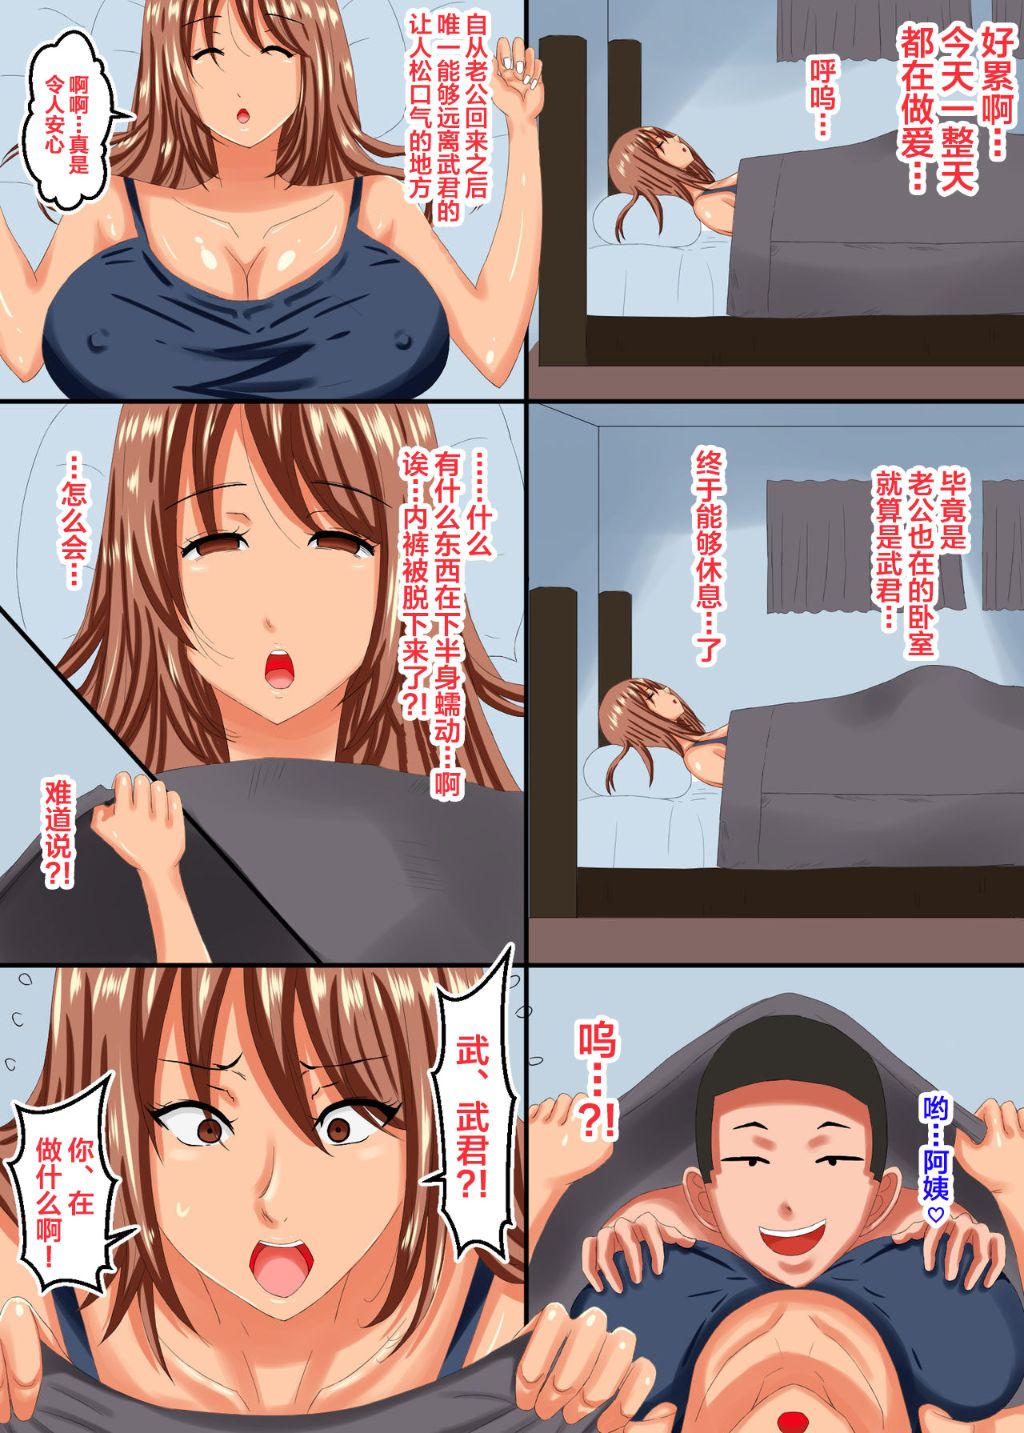 好累啊…
今天一整天
都在做爱…
呼呜…
自从老公回来之后
唯一能够远离武君的
让人松口气的地方
啊啊…真是
令人安心
毕竟是
老公也在的卧室
就算是武君…
终于能够休息…了
……什么
有什么东西在下半身蠕动…啊
诶…内裤被脱下来了?!
…怎么会…
难道说?!
呜…?!
哟…阿姨♡
武、武君?!
你、在
做什么啊！